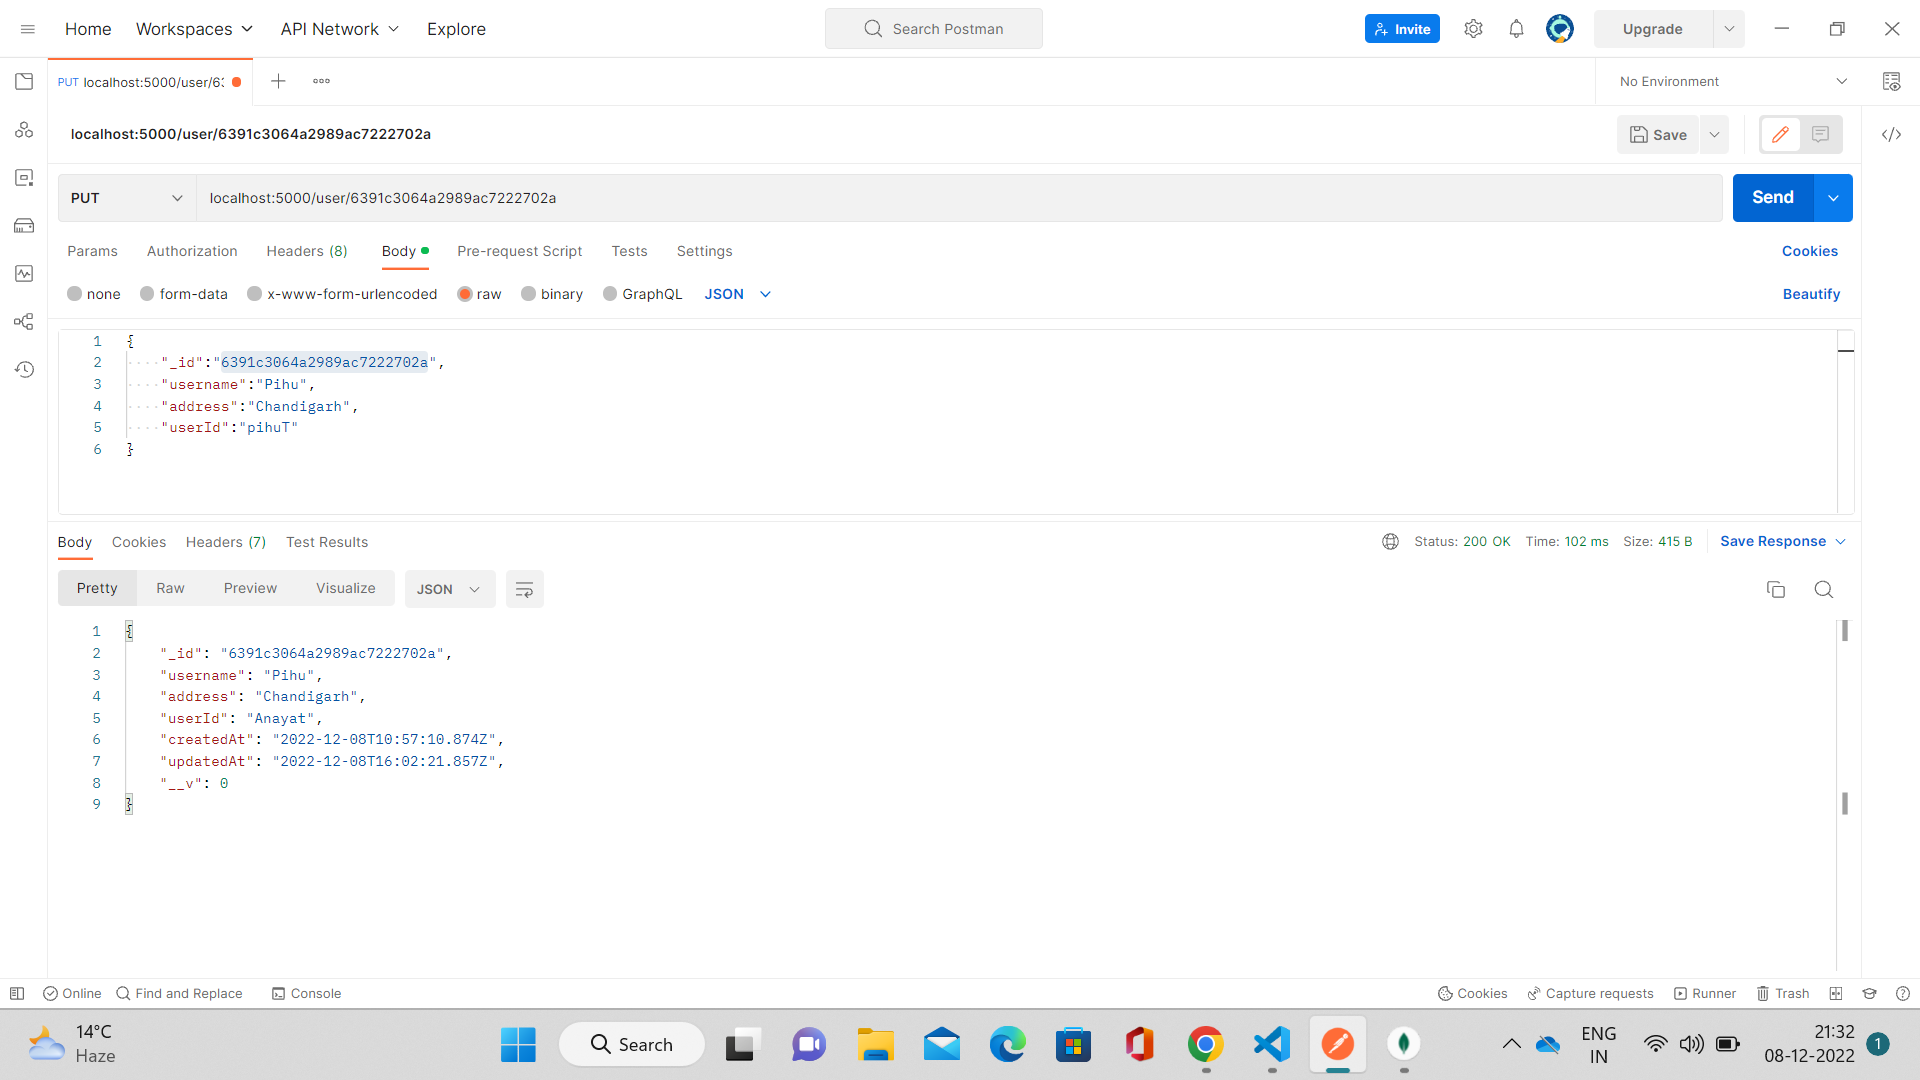 Home Workspaces API Network Explore Search Postman Invite Upgrade
PUT localhost:5000/user/63 No Environment
localhost:5000/user/6391c3064a2989ac7222702a Save
PUT localhost:5000/user/6391c3064a2989ac7222702a Send
Params Authorization Headers (8) Body Pre-request Script Tests Settings Cookies
none form-data x-www-form-urlencoded raw binary GraphQL JSON Beautify
1 {
2 "_id":"6391c3064a2989ac7222702a",
3 "username":"Pihu",
4 "address":"Chandigarh",
5 "userId":"pihuT"
6 }
Body Cookies Headers (7) Test Results Status: 200 OK Time: 102 ms Size: 415 B Save Response
Pretty Raw Preview Visualize JSON
1 {
2 "_id": "6391c3064a2989ac7222702a",
3 "username": "Pihu",
4 "address": "Chandigarh",
5 "userId": "Anayat",
6 "createdAt": "2022-12-08T10:57:10.874Z",
7 "updatedAt": "2022-12-08T16:02:21.857Z",
8 "__v": 0
9 }
Online Find and Replace Console Cookies Capture requests Runner Trash
14°C Search ENG 21:32
Haze IN 08-12-2022 1